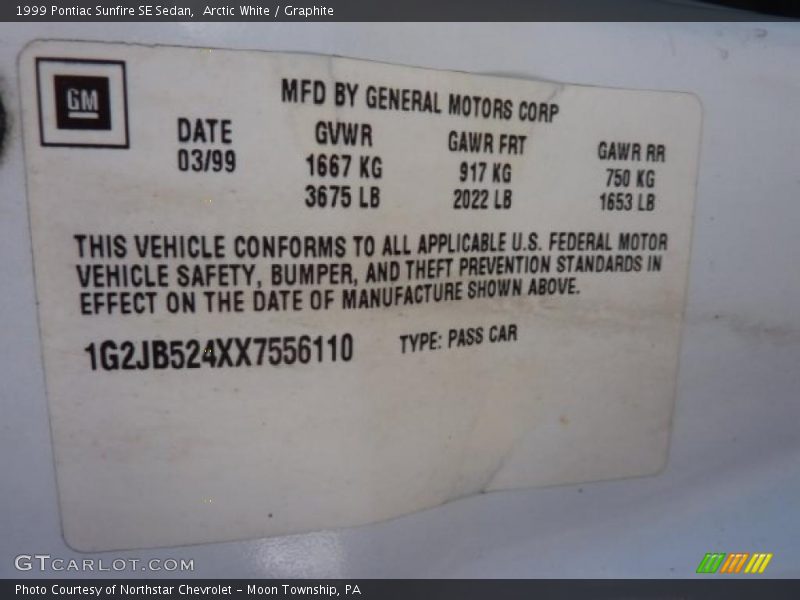 1999 Pontiac Sunfire SE Sedan,  Arctic White / Graphite
GM
MFD BY GENERAL MOTORS CORP
DATE GVWR GAWR FRT GAWR RR
03/99 1667 KG 917 KG 750 KG
3675 LB 2022 LB 1653 LB
THIS VEHICLE CONFORMS TO ALL APPLICABLE U.S. FEDERAL MOTOR
VEHICLE SAFETY, BUMPER, AND THEFT PREVENTION STANDARDS IN
EFFECT ON THE DATE OF MANUFACTURE SHOWN ABOVE.
1G2JB524XX7556110 TYPE: PASS CAR
GTCARLOT.COM
Photo Courtesy of Northstar Chevrolet - Moon Township, PA